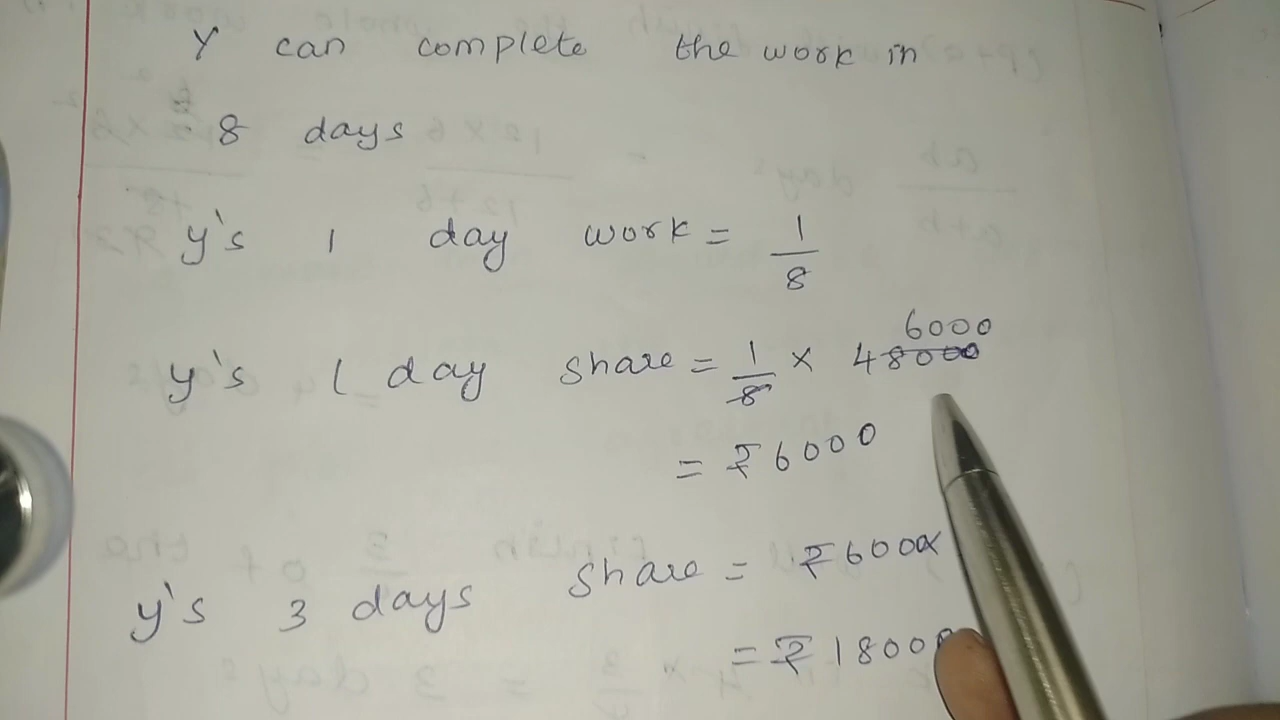 Y can complete the work in
8 days
y's 1 day work = 1/8
6000
y's 1 day share = 1/8 × 48000
= ₹6000
y's 3 days share = ₹6000
= ₹18000